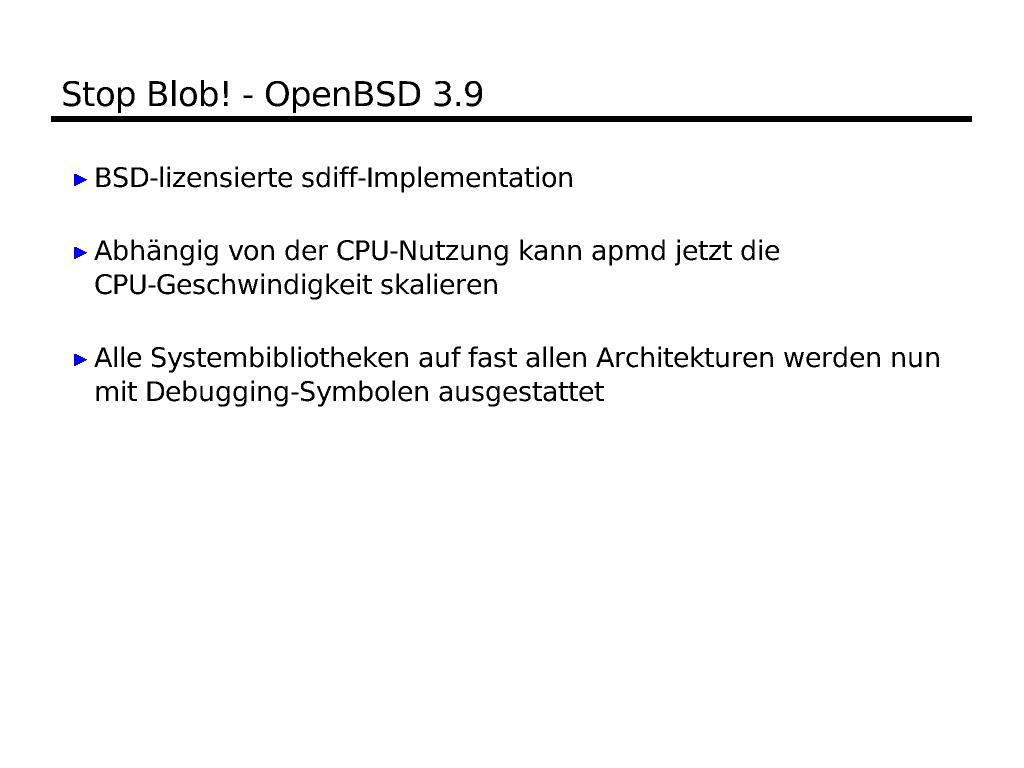 Stop Blob! - OpenBSD 3.9
BSD-lizensierte sdiff-Implementation
Abhängig von der CPU-Nutzung kann apmd jetzt die
CPU-Geschwindigkeit skalieren
Alle Systembibliotheken auf fast allen Architekturen werden nun
mit Debugging-Symbolen ausgestattet